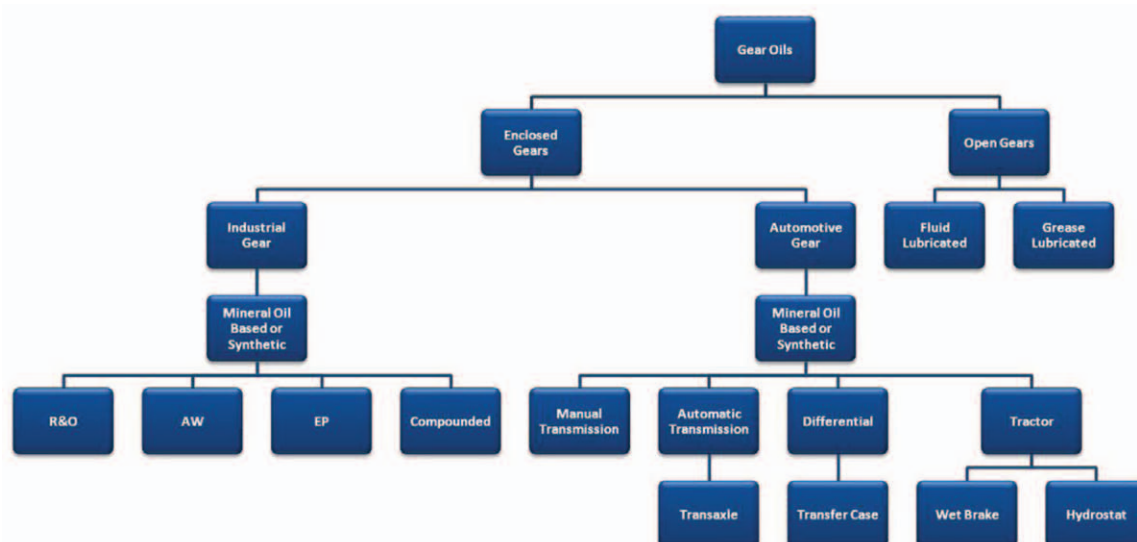 Gear Oils
Enclosed
Gears
Open Gears
Industrial
Gear
Automotive
Gear
Fluid
Lubricated
Grease
Lubricated
Mineral Oil
Based or
Synthetic
Mineral Oil
Based or
Synthetic
R&O
AW
EP
Compounded
Manual
Transmission
Automatic
Transmission
Differential
Tractor
Transaxle
Transfer Case
Wet Brake
Hydrostat